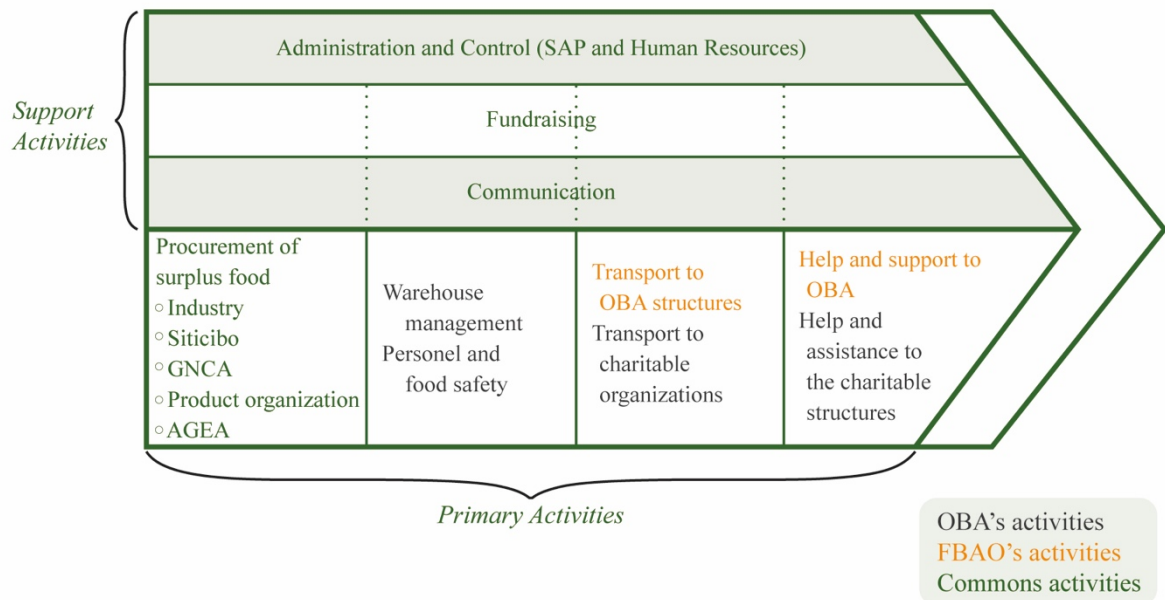 Administration and Control (SAP and Human Resources)
Support
Activities
Fundraising
Communication
Procurement of
surplus food
○ Industry
○ Siticibo
○ GNCA
○ Product organization
○ AGEA
Warehouse
management
Personel and
food safety
Transport to
OBA structures
Transport to
charitable
organizations
Help and support to
OBA
Help and
assistance to
the charitable
structures
Primary Activities
OBA's activities
FBAO's activities
Commons activities